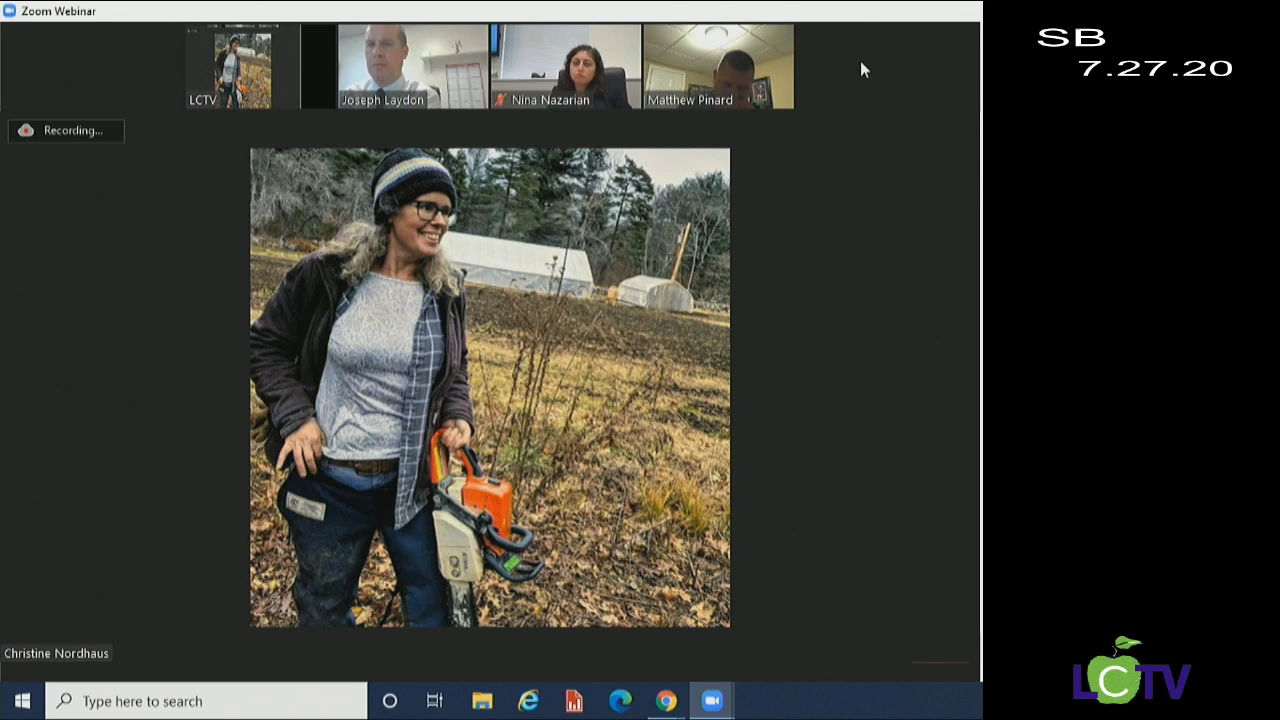 Zoom Webinar
SB
7.27.20
LCTV
Joseph Laydon
Nina Nazarian
Matthew Pinard
Recording...
Christine Nordhaus
Type here to search
LCTV